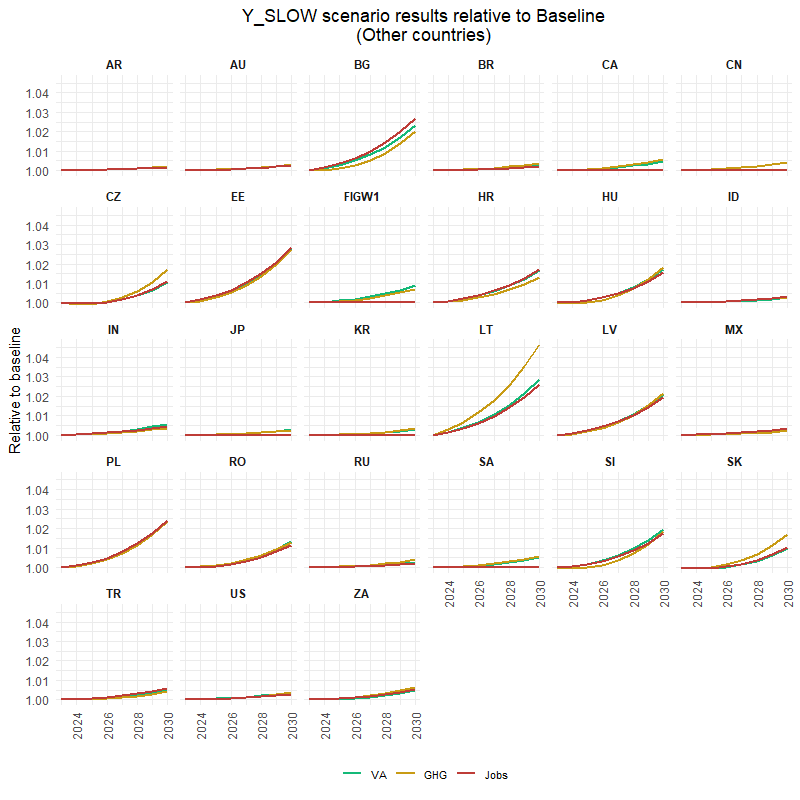 Y_SLOW scenario results relative to Baseline
(Other countries)
AR AU BG BR CA CN
1.04
1.03
1.02
1.01
1.00
CZ EE FIGW1 HR HU ID
1.04
1.03
1.02
1.01
1.00
IN JP KR LT LV MX
1.04
1.03
1.02
1.01
1.00
Relative to baseline
PL RO RU SA SI SK
1.04
1.03
1.02
1.01
1.00
2024 2026 2028 2030 2024 2026 2028 2030 2024 2026 2028 2030
TR US ZA
1.04
1.03
1.02
1.01
1.00
2024 2026 2028 2030 2024 2026 2028 2030 2024 2026 2028 2030
VA GHG Jobs